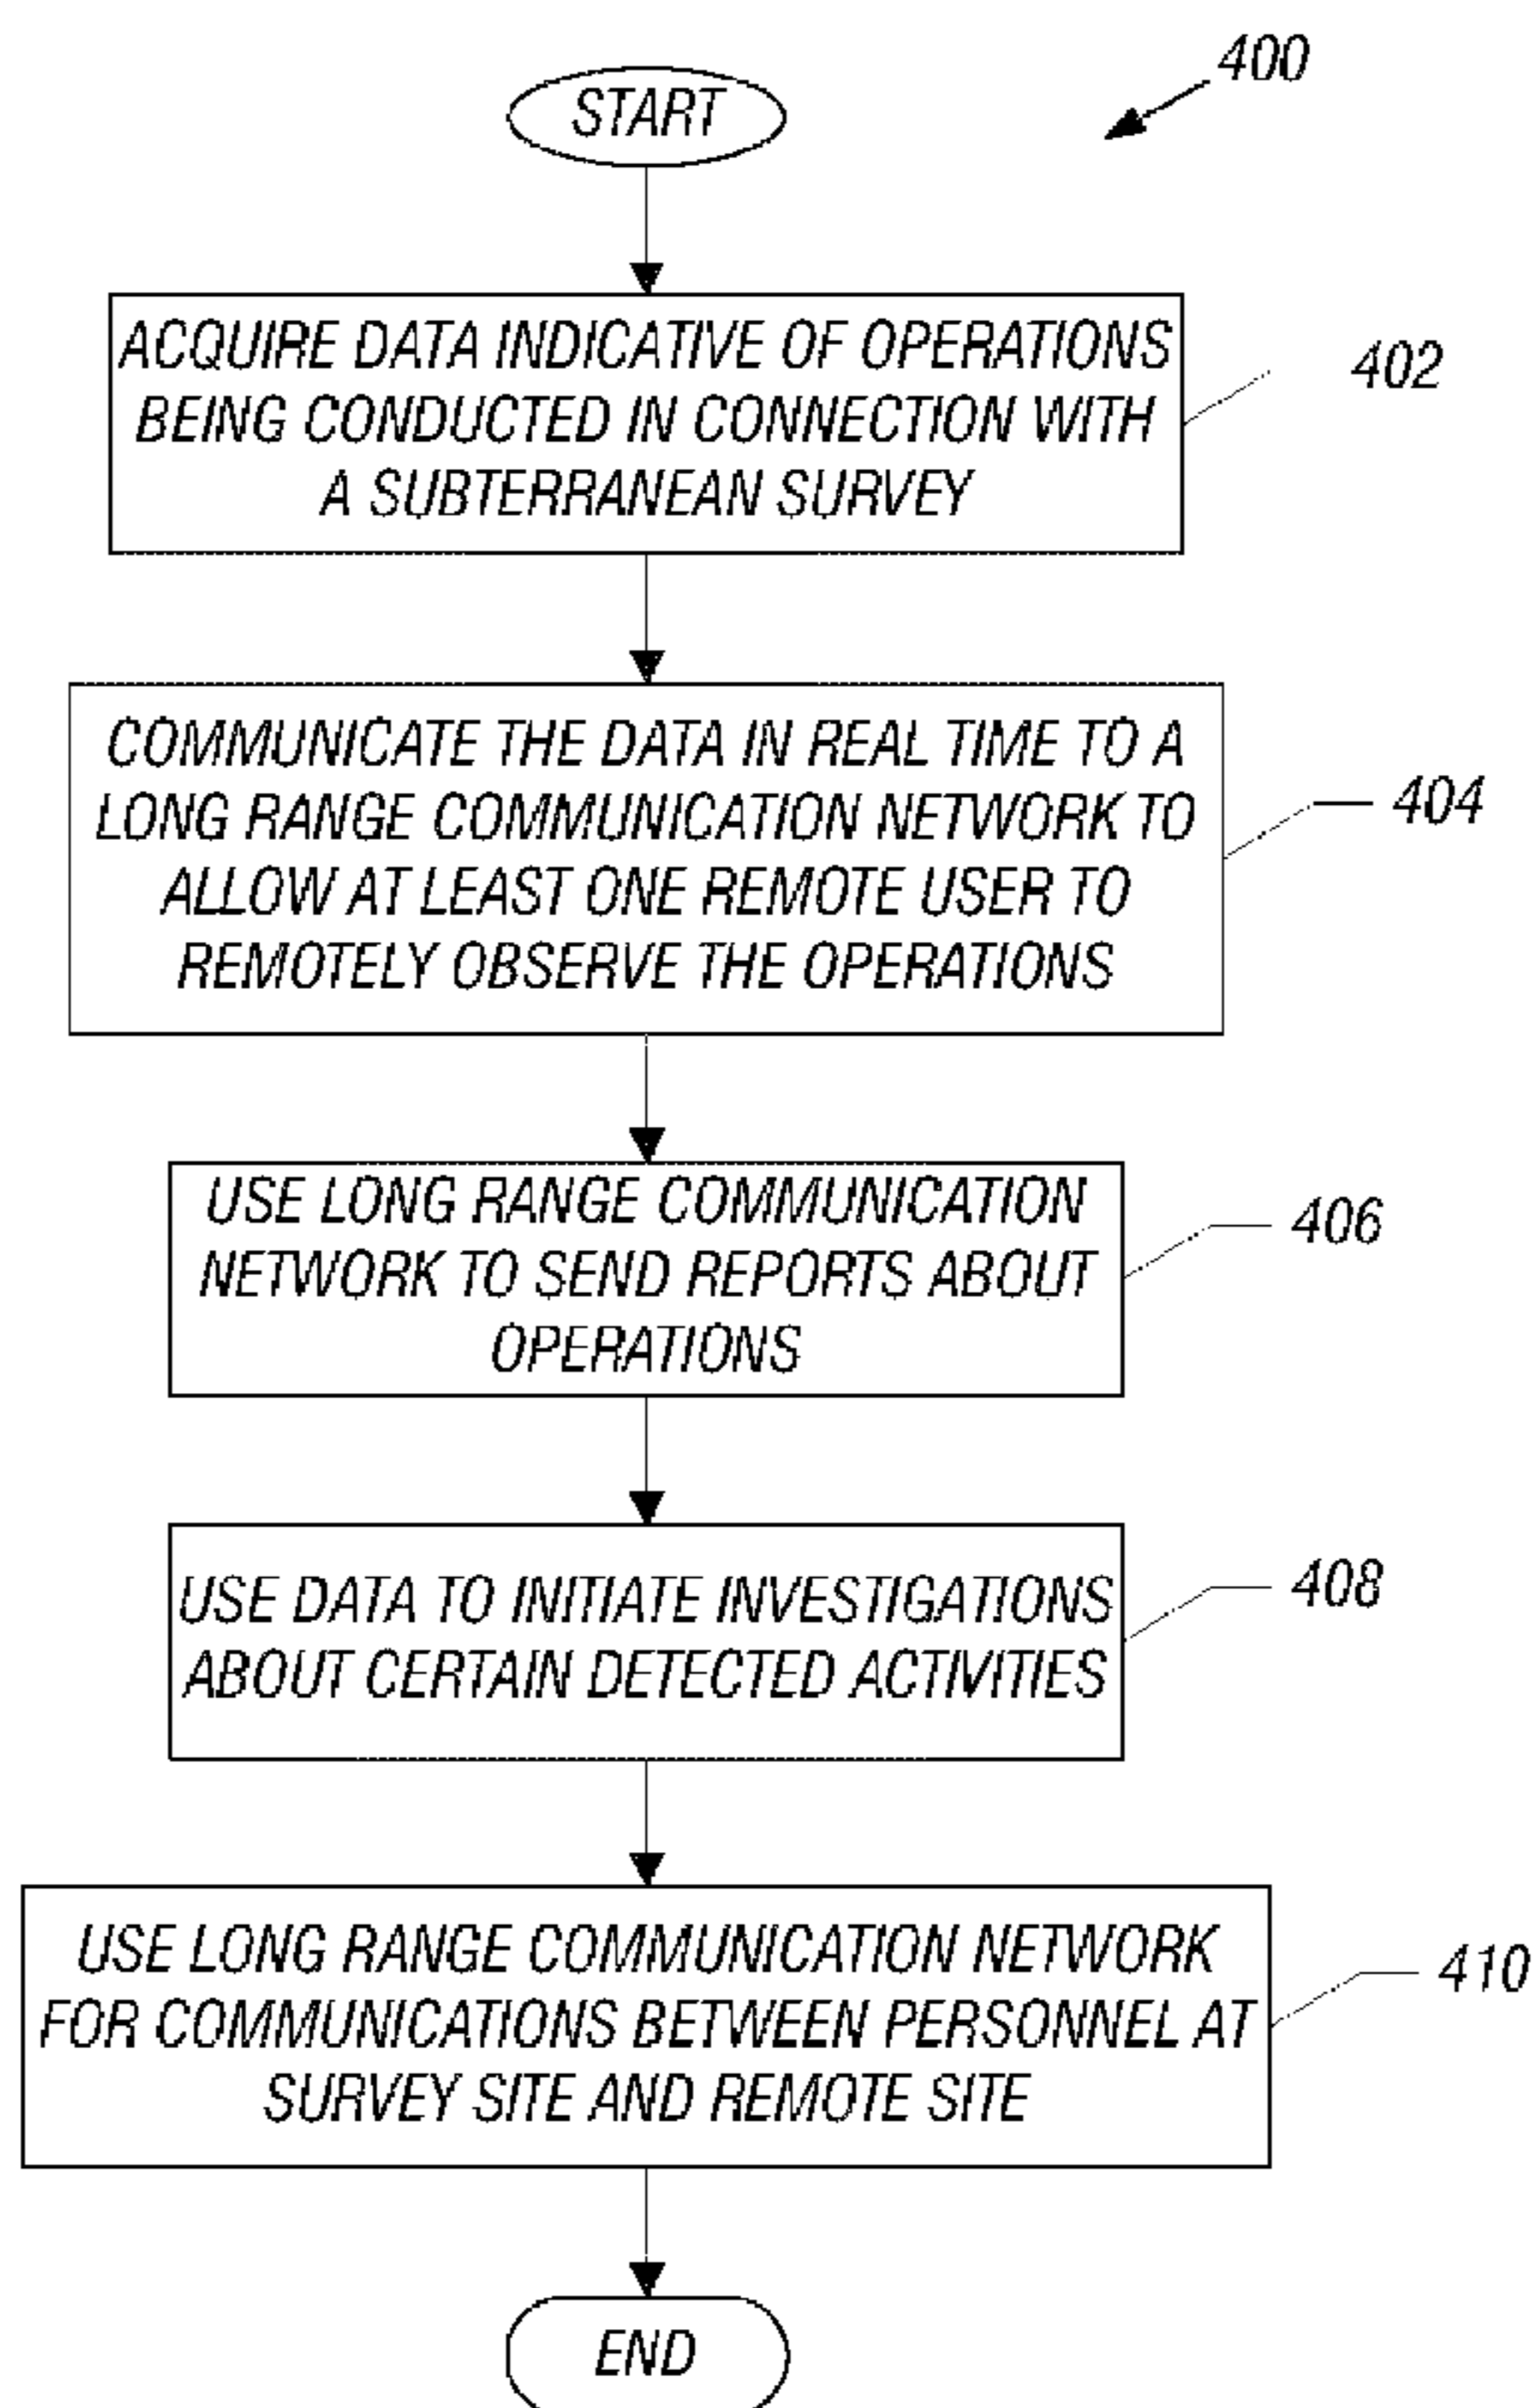 400
START
ACQUIRE DATA INDICATIVE OF OPERATIONS
BEING CONDUCTED IN CONNECTION WITH
A SUBTERRANEAN SURVEY
402
COMMUNICATE THE DATA IN REAL TIME TO A
LONG RANGE COMMUNICATION NETWORK TO
ALLOW AT LEAST ONE REMOTE USER TO
REMOTELY OBSERVE THE OPERATIONS
404
USE LONG RANGE COMMUNICATION
NETWORK TO SEND REPORTS ABOUT
OPERATIONS
406
USE DATA TO INITIATE INVESTIGATIONS
ABOUT CERTAIN DETECTED ACTIVITIES
408
USE LONG RANGE COMMUNICATION NETWORK
FOR COMMUNICATIONS BETWEEN PERSONNEL AT
SURVEY SITE AND REMOTE SITE
410
END